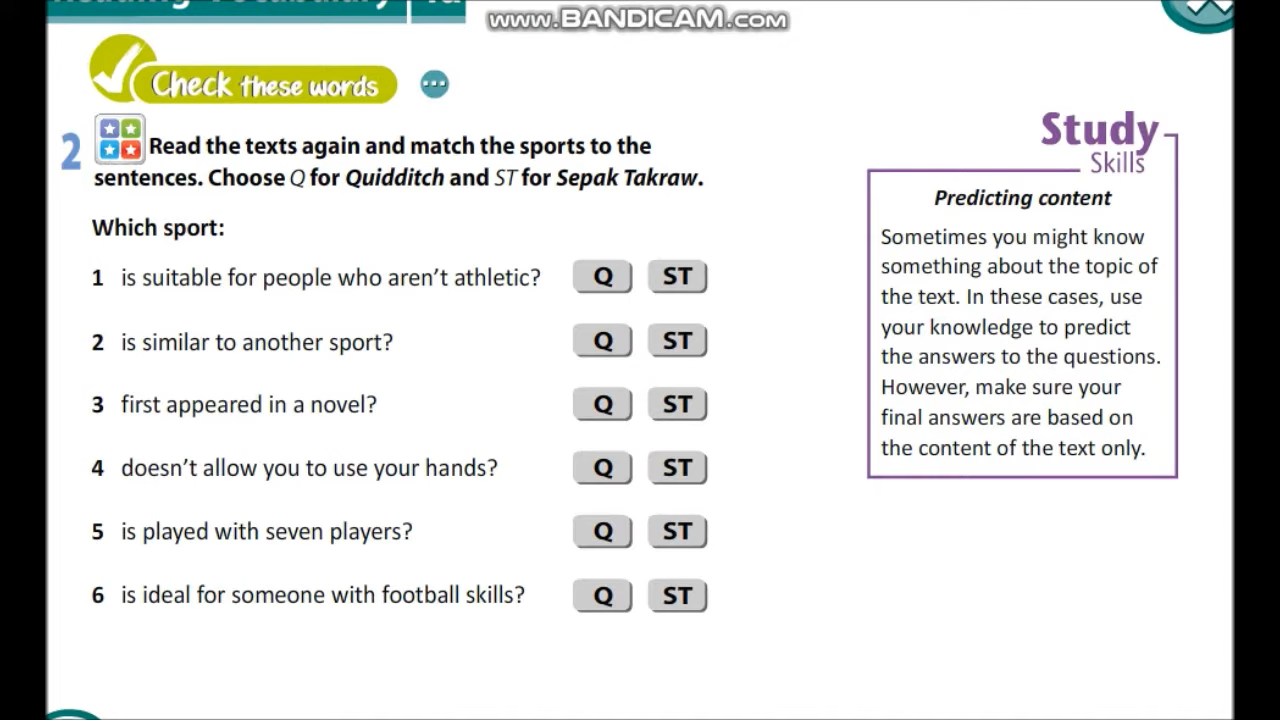 www.BANDICAM.com
Check these words
2 Read the texts again and match the sports to the
sentences. Choose Q for Quidditch and ST for Sepak Takraw.
Which sport:
1 is suitable for people who aren't athletic? Q ST
2 is similar to another sport? Q ST
3 first appeared in a novel? Q ST
4 doesn't allow you to use your hands? Q ST
5 is played with seven players? Q ST
6 is ideal for someone with football skills? Q ST
Study
Skills
Predicting content
Sometimes you might know
something about the topic of
the text. In these cases, use
your knowledge to predict
the answers to the questions.
However, make sure your
final answers are based on
the content of the text only.